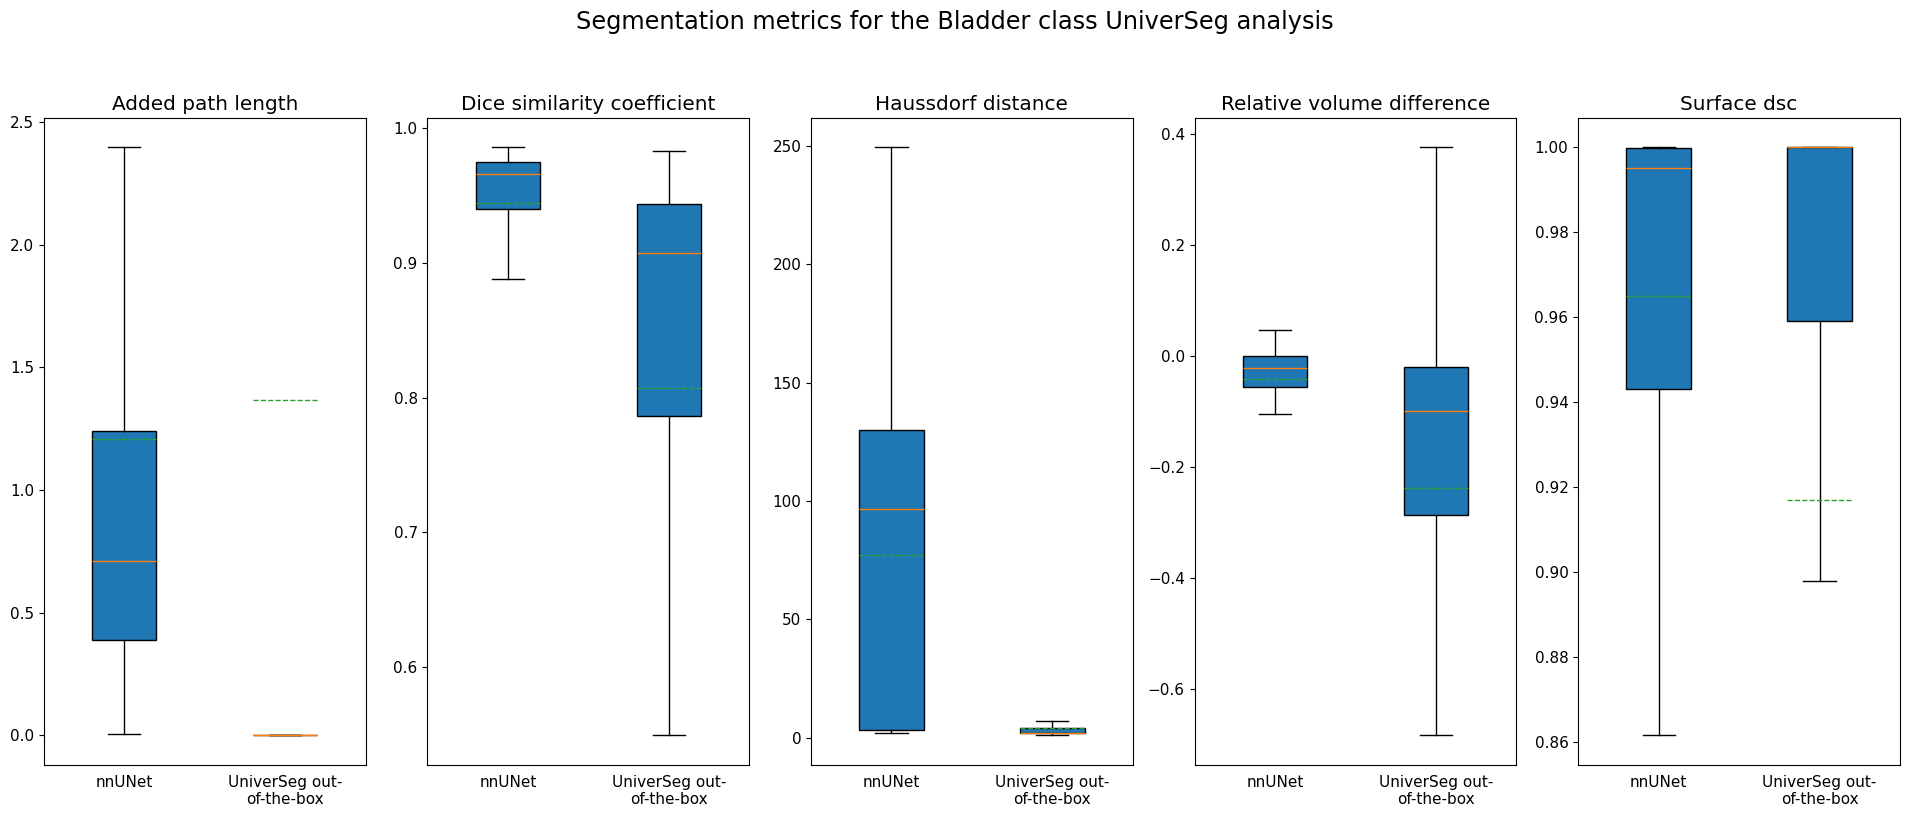 Segmentation metrics for the Bladder class UniverSeg analysis
Added path length
2.5
2.0
1.5
1.0
0.5
0.0
nnUNet
UniverSeg out-
of-the-box
Dice similarity coefficient
1.0
0.9
0.8
0.7
0.6
nnUNet
UniverSeg out-
of-the-box
Haussdorf distance
250
200
150
100
50
0
nnUNet
UniverSeg out-
of-the-box
Relative volume difference
0.4
0.2
0.0
−0.2
−0.4
−0.6
nnUNet
UniverSeg out-
of-the-box
Surface dsc
1.00
0.98
0.96
0.94
0.92
0.90
0.88
0.86
nnUNet
UniverSeg out-
of-the-box